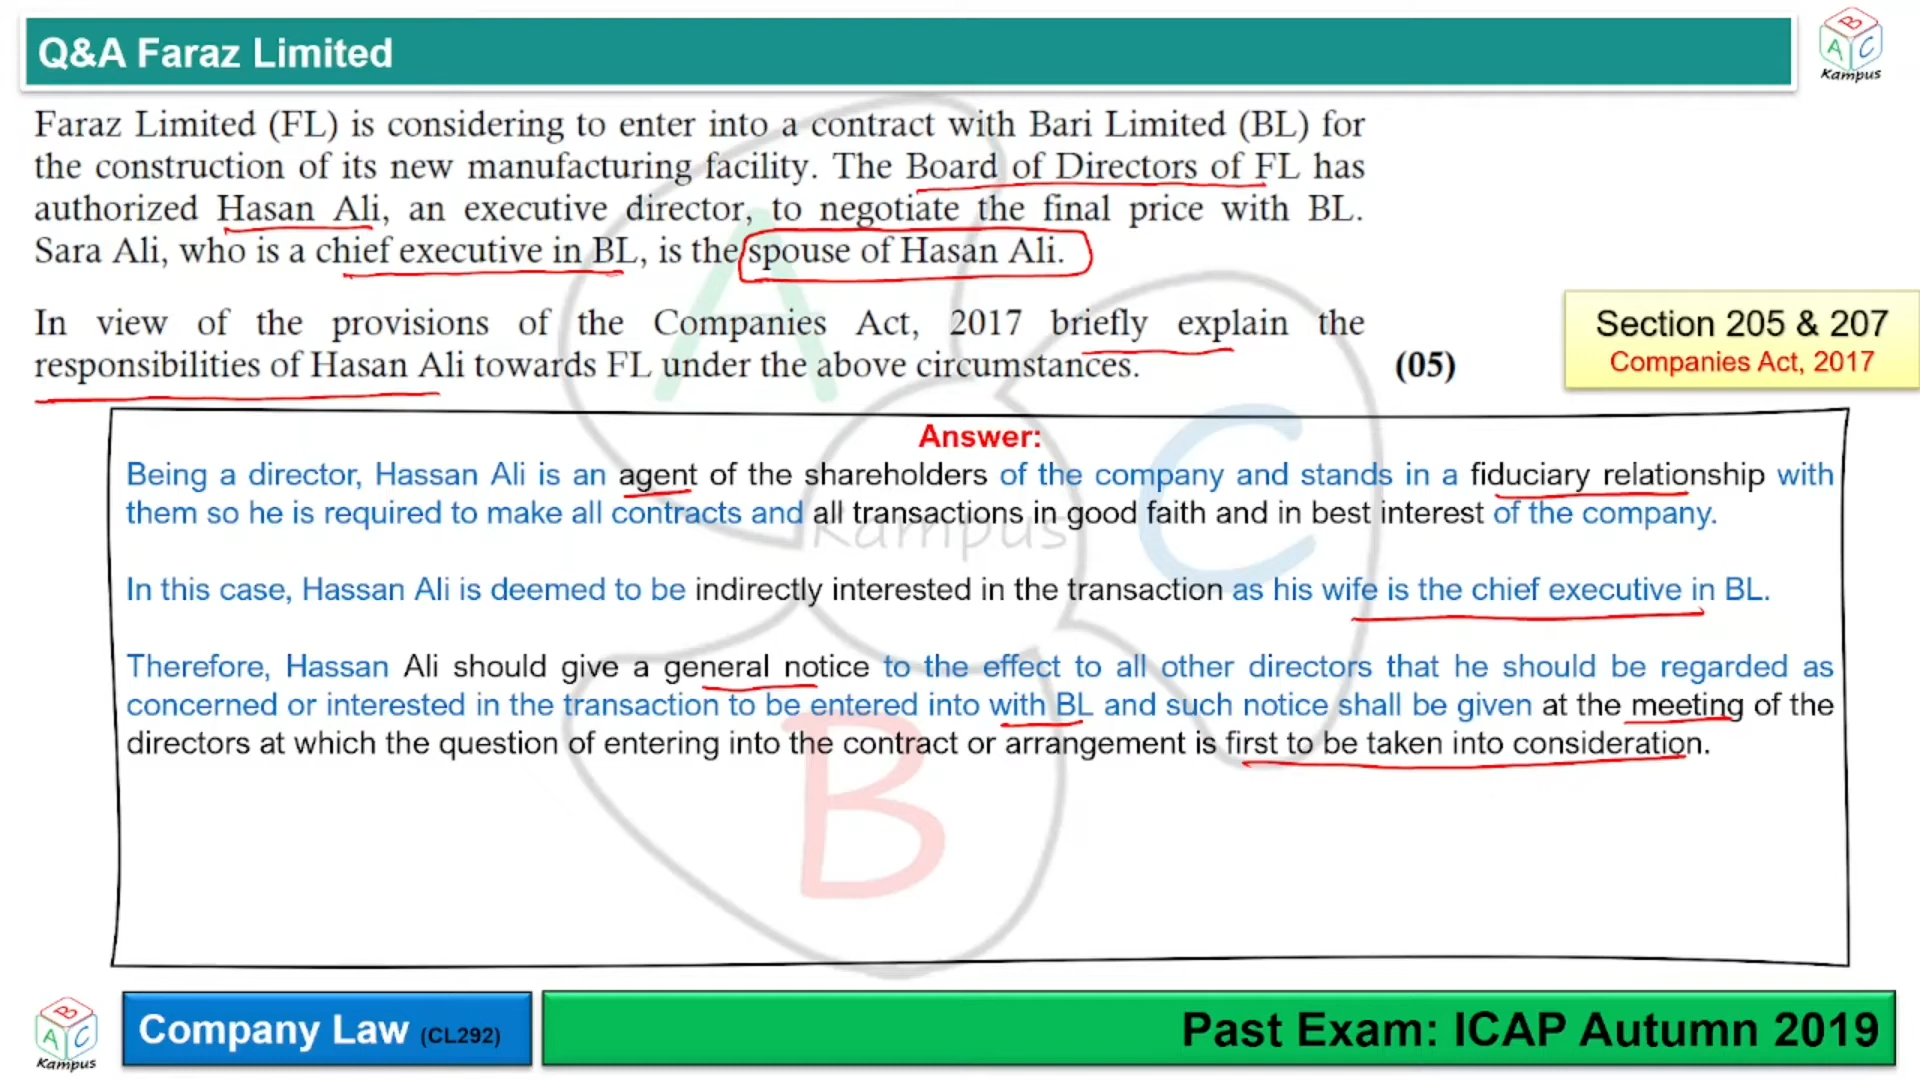 Q&A Faraz Limited
B
A C
Kampus
Faraz Limited (FL) is considering to enter into a contract with Bari Limited (BL) for
the construction of its new manufacturing facility. The Board of Directors of FL has
authorized Hasan Ali, an executive director, to negotiate the final price with BL.
Sara Ali, who is a chief executive in BL, is the spouse of Hasan Ali.
In view of the provisions of the Companies Act, 2017 briefly explain the
responsibilities of Hasan Ali towards FL under the above circumstances. (05)
Section 205 & 207
Companies Act, 2017
Answer:
Being a director, Hassan Ali is an agent of the shareholders of the company and stands in a fiduciary relationship with
them so he is required to make all contracts and all transactions in good faith and in best interest of the company.
In this case, Hassan Ali is deemed to be indirectly interested in the transaction as his wife is the chief executive in BL.
Therefore, Hassan Ali should give a general notice to the effect to all other directors that he should be regarded as
concerned or interested in the transaction to be entered into with BL and such notice shall be given at the meeting of the
directors at which the question of entering into the contract or arrangement is first to be taken into consideration.
A
C
Kampus
B
B
A C
Kampus
Company Law (CL292)
Past Exam: ICAP Autumn 2019